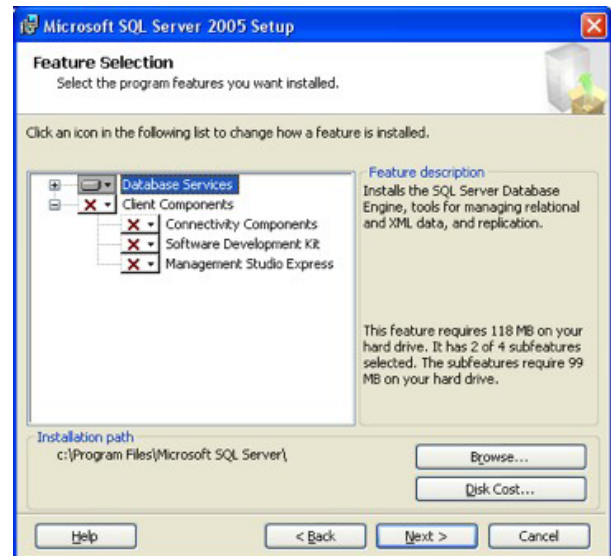 Microsoft SQL Server 2005 Setup
Feature Selection
Select the program features you want installed.
Click an icon in the following list to change how a feature is installed.
Database Services
Client Components
Connectivity Components
Software Development Kit
Management Studio Express
Feature description
Installs the SQL Server Database
Engine, tools for managing relational
and XML data, and replication.
This feature requires 118 MB on your
hard drive. It has 2 of 4 subfeatures
selected. The subfeatures require 99
MB on your hard drive.
Installation path
c:\Program Files\Microsoft SQL Server\
Browse...
Disk Cost...
Help
< Back
Next >
Cancel